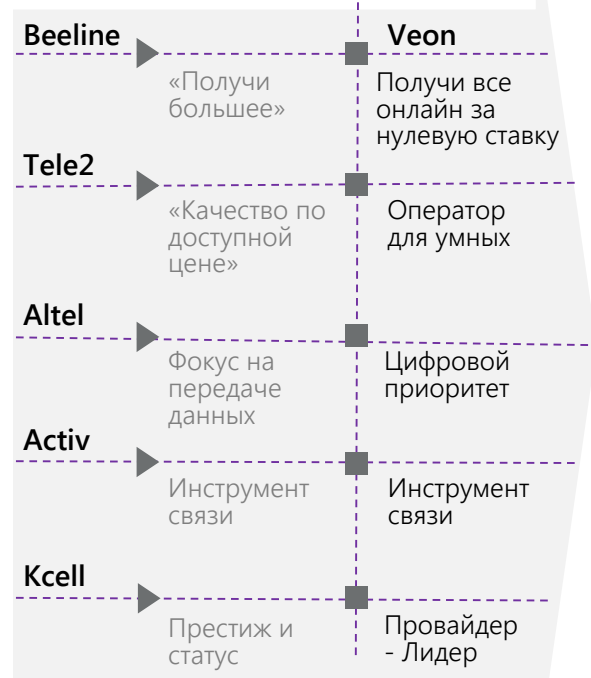 Beeline
Veon
«Получи
большее»
Получи все
онлайн за
нулевую ставку
Tele2
«Качество по
доступной
цене»
Оператор
для умных
Altel
Фокус на
передаче
данных
Цифровой
приоритет
Activ
Инструмент
связи
Инструмент
связи
Kcell
Престиж и
статус
Провайдер
- Лидер